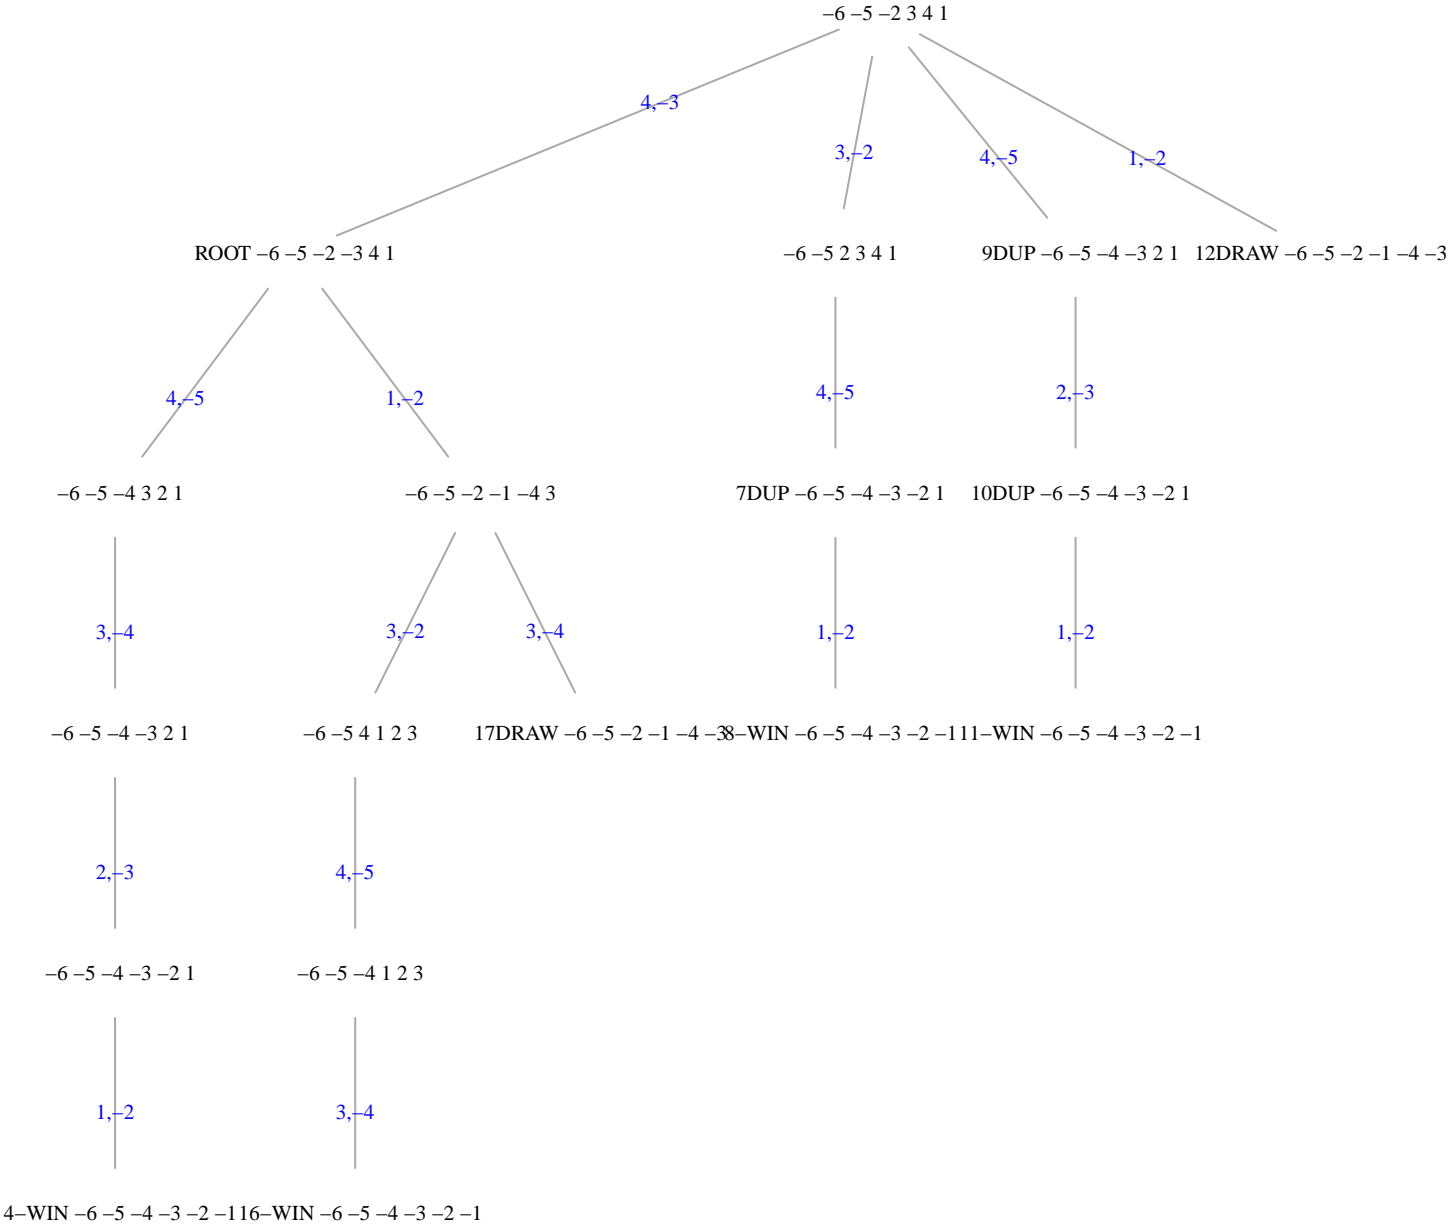 −6 −5 −2 3 4 1
4,−3
3,−2
4,−5
1,−2
ROOT −6 −5 −2 −3 4 1
−6 −5 2 3 4 1
9DUP −6 −5 −4 −3 2 1
12DRAW −6 −5 −2 −1 −4 −3
4,−5
1,−2
4,−5
2,−3
−6 −5 −4 3 2 1
−6 −5 −2 −1 −4 3
7DUP −6 −5 −4 −3 −2 1
10DUP −6 −5 −4 −3 −2 1
3,−4
3,−2
3,−4
1,−2
1,−2
−6 −5 −4 −3 2 1
−6 −5 4 1 2 3
17DRAW −6 −5 −2 −1 −4 −3
8−WIN −6 −5 −4 −3 −2 −1
11−WIN −6 −5 −4 −3 −2 −1
2,−3
4,−5
−6 −5 −4 −3 −2 1
−6 −5 −4 1 2 3
1,−2
3,−4
4−WIN −6 −5 −4 −3 −2 −1
16−WIN −6 −5 −4 −3 −2 −1